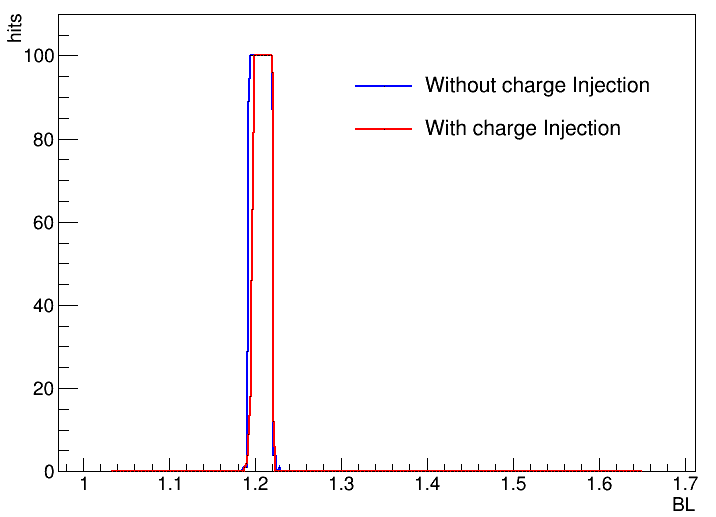 hits
100
80
60
40
20
0
Without charge Injection
With charge Injection
1 1.1 1.2 1.3 1.4 1.5 1.6 1.7
BL